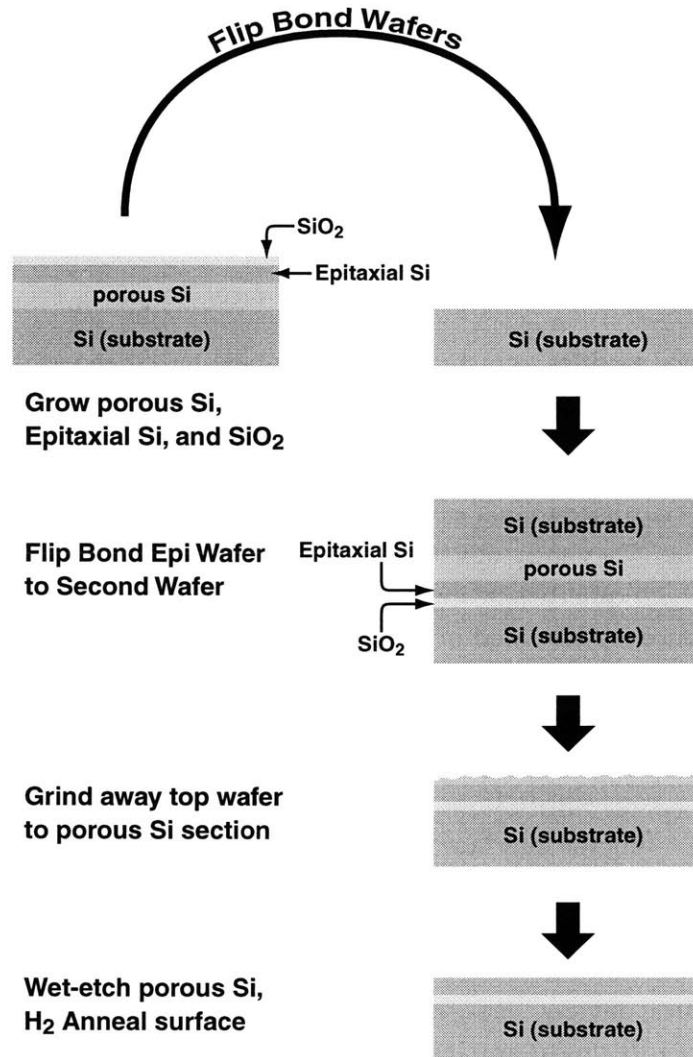 Flip Bond Wafers
SiO2
Epitaxial Si
porous Si
Si (substrate)
Si (substrate)
Grow porous Si,
Epitaxial Si, and SiO2
Flip Bond Epi Wafer
to Second Wafer
Si (substrate)
Epitaxial Si
porous Si
SiO2
Si (substrate)
Grind away top wafer
to porous Si section
Si (substrate)
Wet-etch porous Si,
H2 Anneal surface
Si (substrate)